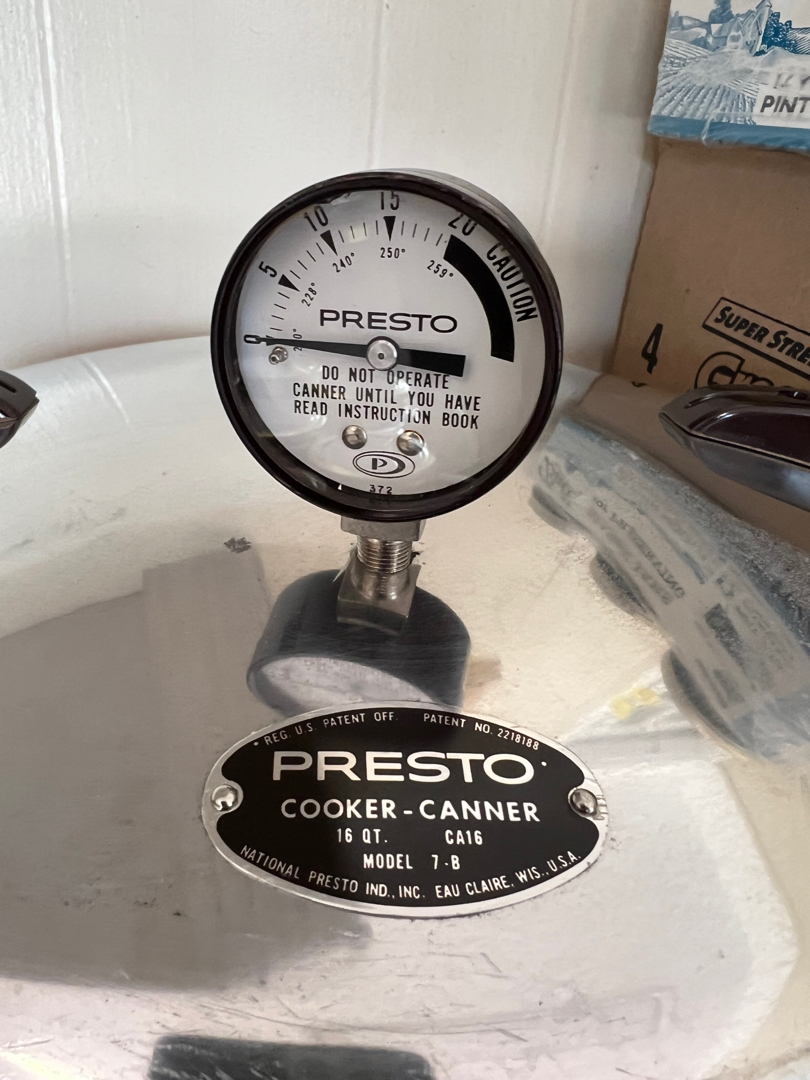 PINT
5 10 15 20 CAUTION
228° 240° 250° 259°
0
PRESTO
DO NOT OPERATE
CANNER UNTIL YOU HAVE
READ INSTRUCTION BOOK
P
372
4
SUPER STRE
REG. U.S. PATENT OFF. PATENT NO. 2218188
PRESTO
COOKER-CANNER
16 QT. CA16
MODEL 7-B
NATIONAL PRESTO IND., INC. EAU CLAIRE, WIS., U.S.A.